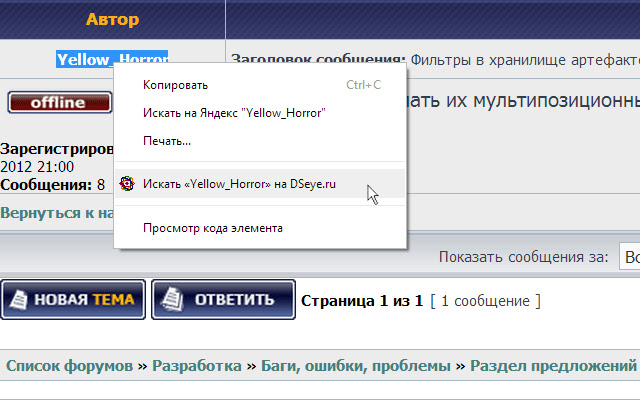 Автор
Yellow_Horror Заголовок сообщения: Фильтры в хранилище артефакто
Копировать Ctrl+C
offline ать их мультипозиционны
Искать на Яндекс "Yellow_Horror"
Печать...
Зарегистриров
2012 21:00
Сообщения: 8
Искать «Yellow_Horror» на DSeye.ru
Вернуться к на
Просмотр кода элемента
Показать сообщения за: Вс
НОВАЯ ТЕМА ОТВЕТИТЬ Страница 1 из 1 [ 1 сообщение ]
Список форумов » Разработка » Баги, ошибки, проблемы » Раздел предложений